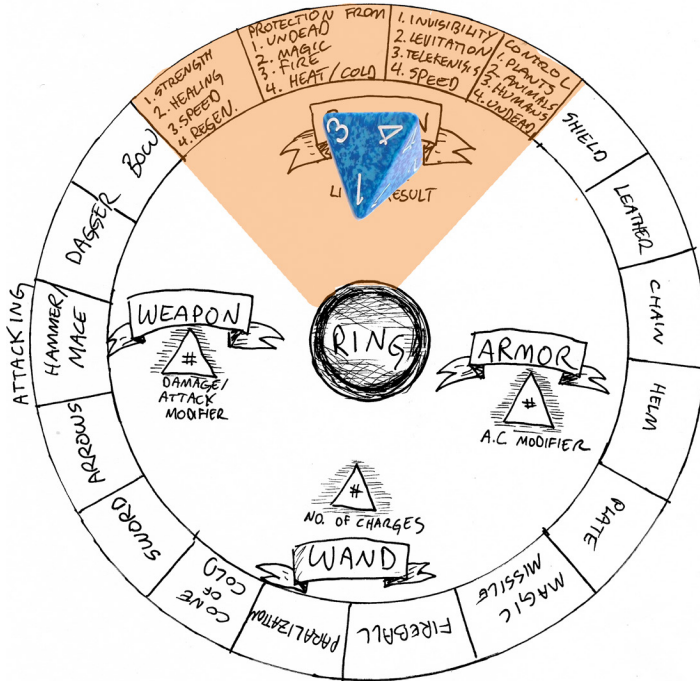 1. STRENGTH
2. HEALING
3. SPEED
4. REGEN.
PROTECTION FROM
1. UNDEAD
2. MAGIC
3. FIRE
4. HEAT/COLD
1. INVISIBILITY
2. LEVITATION
3. TELEKENISIS
4. SPEED
CONTROL
1. PLANTS
2. ANIMALS
3. HUMANS
4. UNDEAD
3 4
1
RESULT
BOW
DAGGER
ATTACKING
HAMMER/
MACE
ARROWS
SWORD
SHIELD
LEATHER
CHAIN
HELM
PLATE
WEAPON
#
DAMAGE/
ATTACK
MODIFIER
RING
ARMOR
#
A.C MODIFIER
#
NO. OF CHARGES
WAND
CONE
OF
COLD
PARALIZATION
FIREBALL
MAGIC
MISSILE